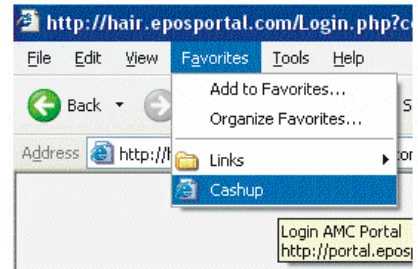 http://hair.eposportal.com/Login.php?c
File Edit View Favorites Tools Help
Back
Add to Favorites...
Organize Favorites...
S
Address http://h
Links
Cashup
Login AMC Portal
http://portal.epos